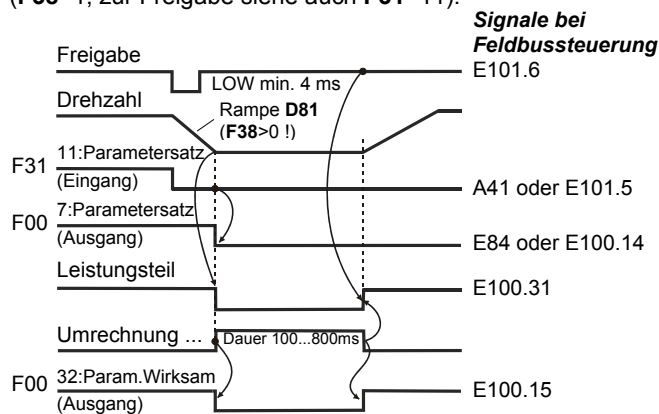 (F38=1, zur Freigabe siehe auch F31=11).
Signale bei
Feldbussteuerung
Freigabe
E101.6
LOW min. 4 ms
Drehzahl
Rampe D81
(F38>0 !)
F31
11:Parametersatz
(Eingang)
A41 oder E101.5
F00
7:Parametersatz
(Ausgang)
E84 oder E100.14
Leistungsteil
E100.31
Umrechnung ...
Dauer 100...800ms
F00
32:Param.Wirksam
(Ausgang)
E100.15